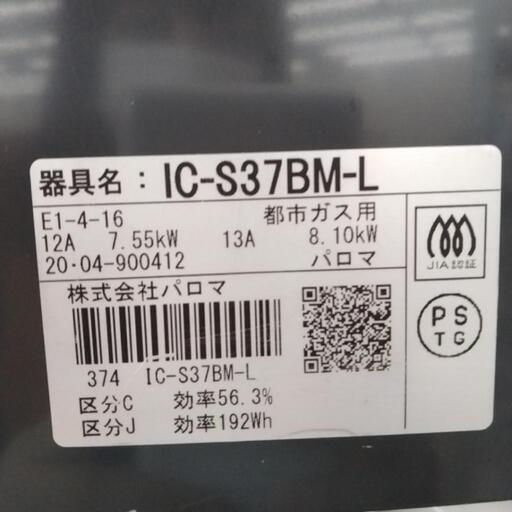 器具名：IC-S37BM-L
E1-4-16 都市ガス用
12A 7.55kW 13A 8.10kW
20·04-900412 パロマ
JIA認証
株式会社パロマ
PS
TG
374 IC-S37BM-L
区分C 効率56.3%
区分J 効率192Wh